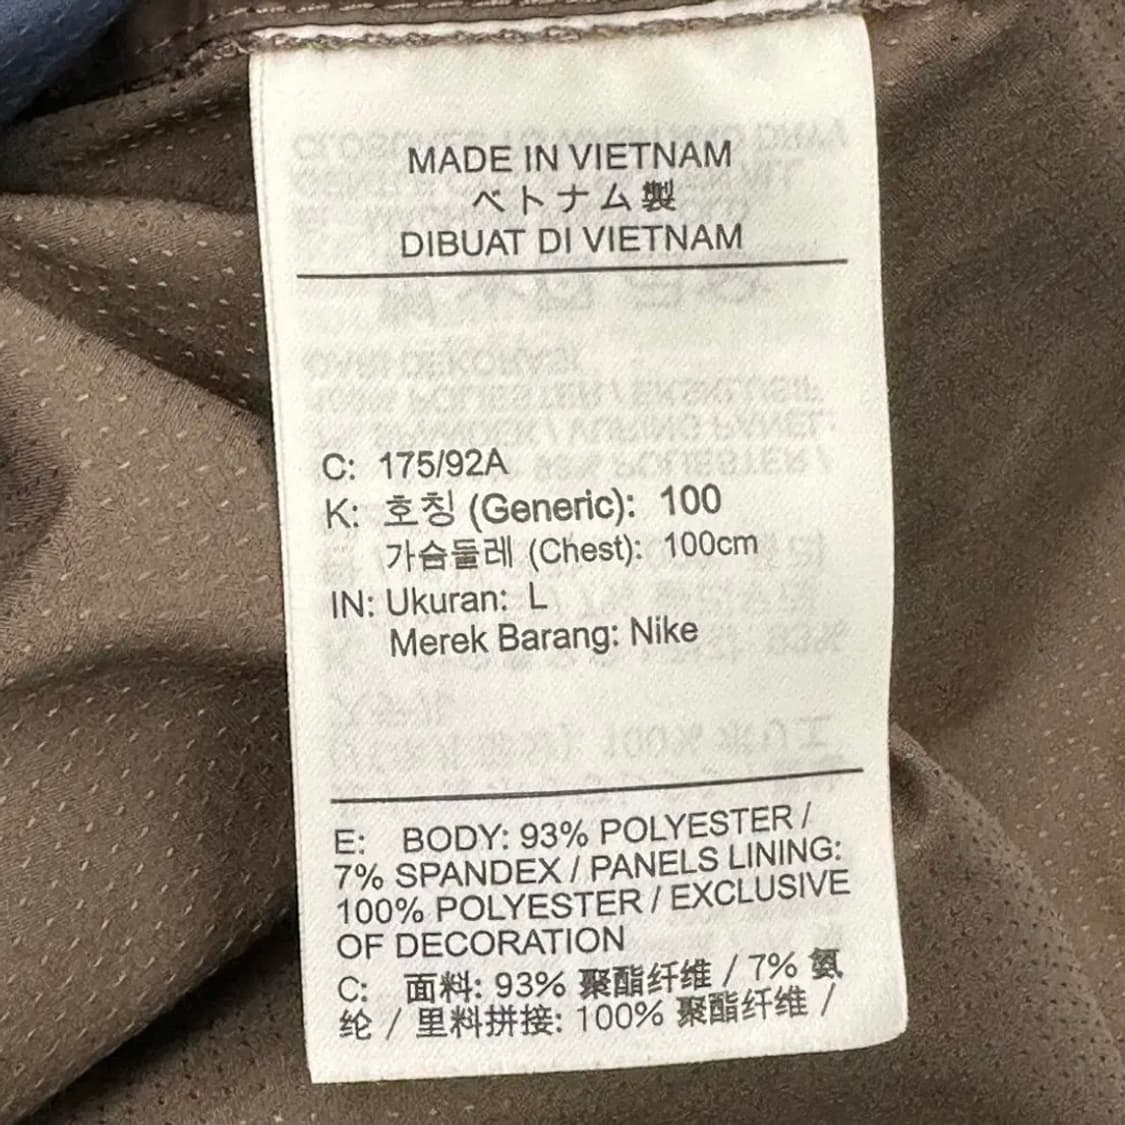 MADE IN VIETNAM
ベトナム製
DIBUAT DI VIETNAM
C: 175/92A
K: 호칭 (Generic): 100
가슴둘레 (Chest): 100cm
IN: Ukuran: L
Merek Barang: Nike
E: BODY: 93% POLYESTER /
7% SPANDEX / PANELS LINING:
100% POLYESTER / EXCLUSIVE
OF DECORATION
C: 面料: 93% 聚酯纤维 / 7% 氨
纶 / 里料拼接: 100% 聚酯纤维 /